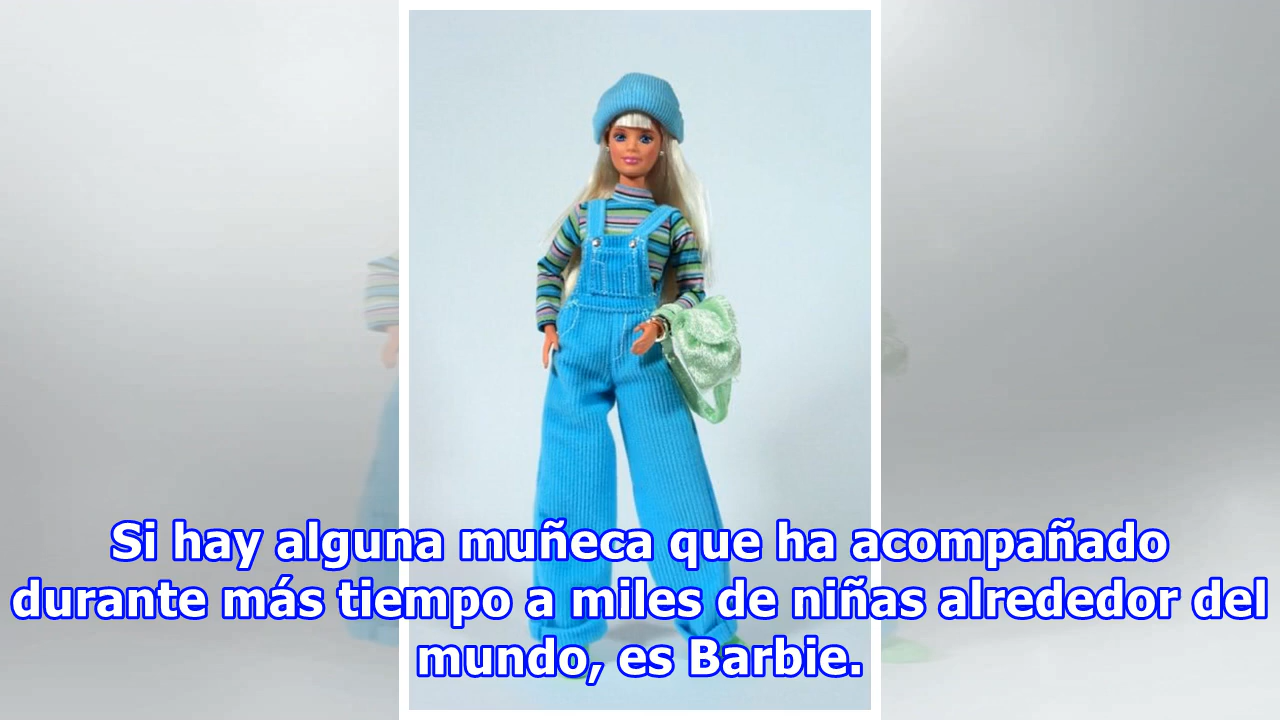 Si hay alguna muñeca que ha acompañado
durante más tiempo a miles de niñas alrededor del
mundo, es Barbie.